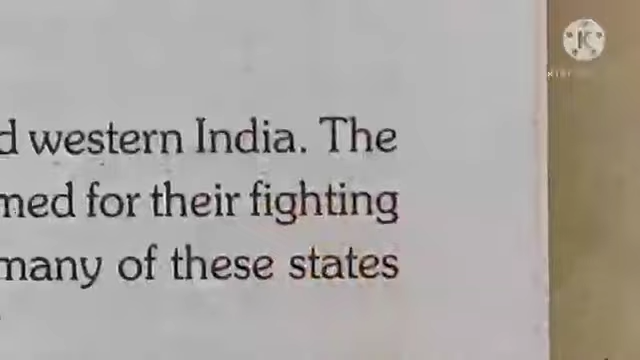 d western India. The
med for their fighting
many of these states